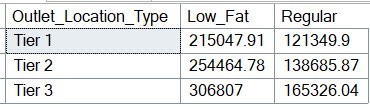 Outlet_Location_Type Low_Fat Regular
Tier 1 215047.91 121349.9
Tier 2 254464.78 138685.87
Tier 3 306807 165326.04